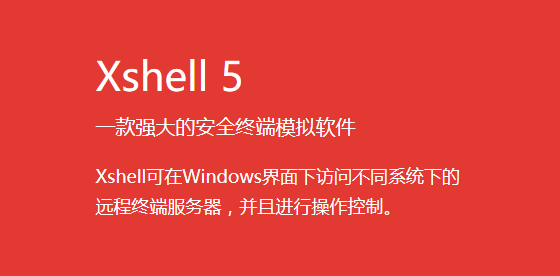 Xshell 5
一款强大的安全终端模拟软件
Xshell可在Windows界面下访问不同系统下的
远程终端服务器，并且进行操作控制。